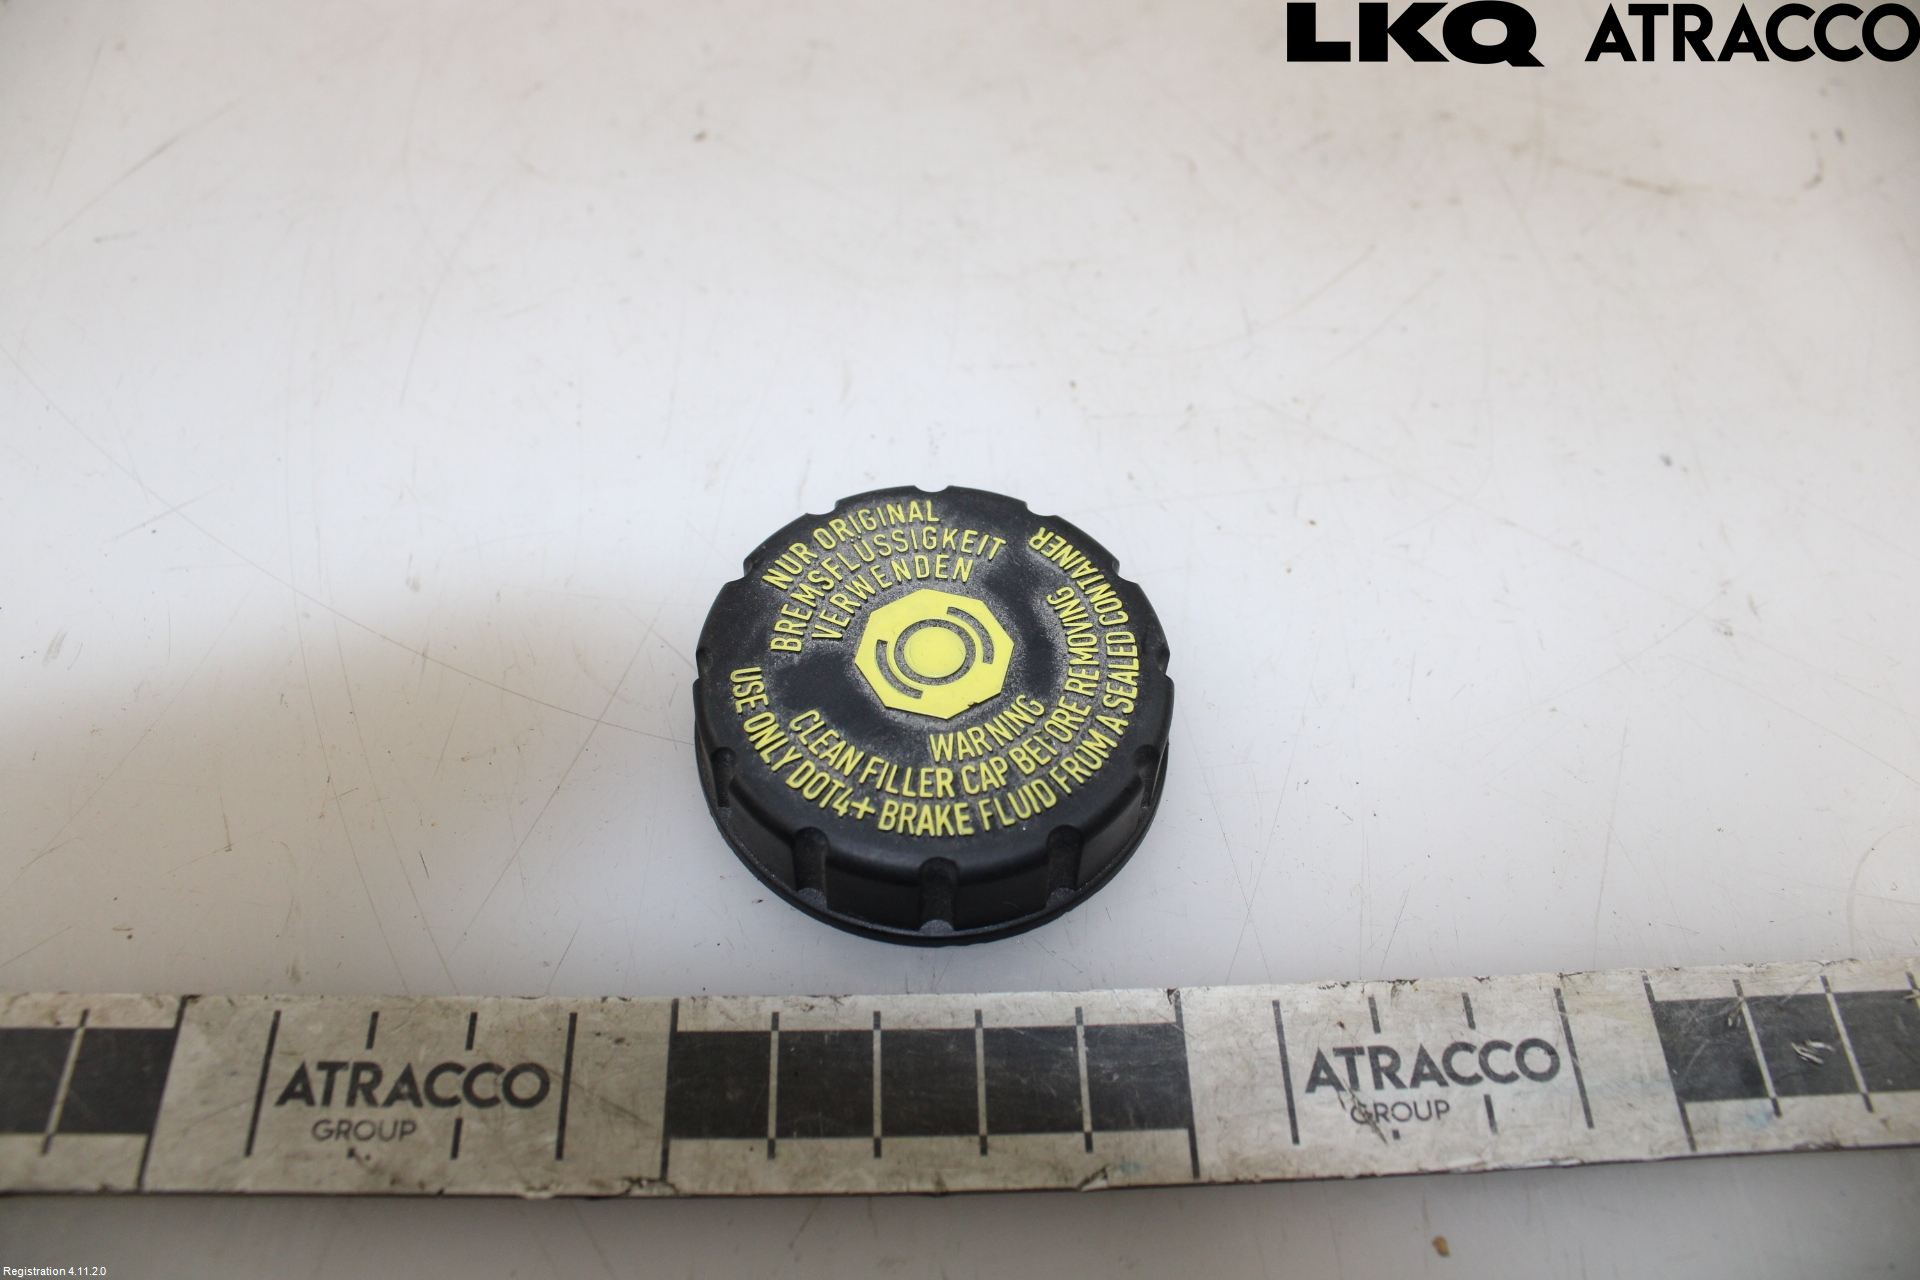 LKQ ATRACCO
NUR ORIGINAL
BREMSFLÜSSIGKEIT
VERWENDEN
WARNING
CLEAN FILLER CAP BEFORE REMOVING
USE ONLY DOT4+ BRAKE FLUID FROM A SEALED CONTAINER
ATRACCO
GROUP
ATRACCO
GROUP
Registration 4.11.2.0